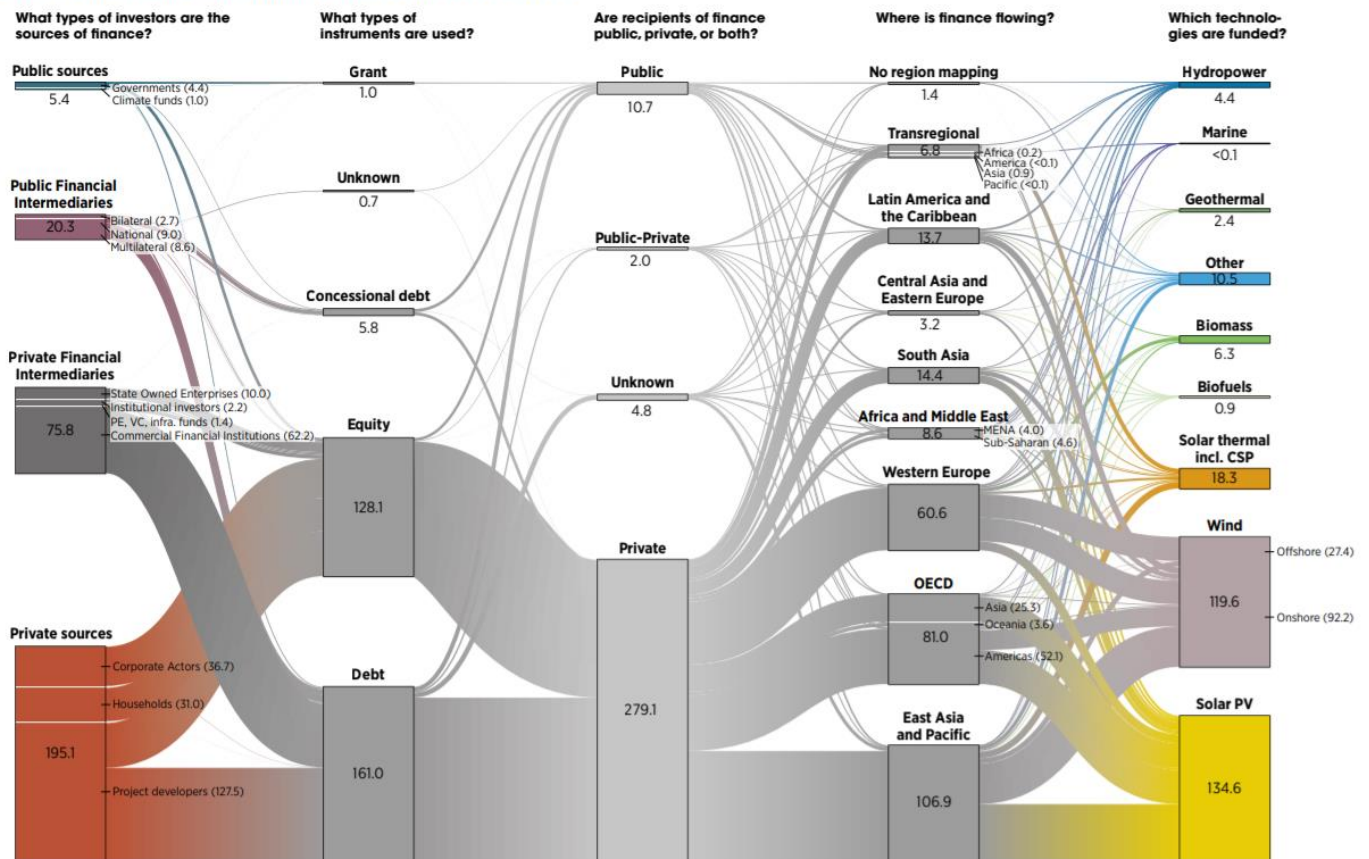 What types of investors are the
sources of finance?
What types of
instruments are used?
Are recipients of finance
public, private, or both?
Where is finance flowing?
Which technolo-
gies are funded?
Public sources
Governments (4.4)
Climate funds (1.0)
5.4
Public Financial
Intermediaries
Bilateral (2.7)
20.3
National (9.0)
Multilateral (8.6)
Private Financial
Intermediaries
State Owned Enterprises (10.0)
Institutional investors (2.2)
PE, VC, infra. funds (1.4)
75.8
Commercial Financial Institutions (62.2)
Private sources
Corporate Actors (36.7)
Households (31.0)
195.1
Project developers (127.5)
Grant
1.0
Unknown
0.7
Concessional debt
5.8
Equity
128.1
Debt
161.0
Public
10.7
Public-Private
2.0
Unknown
4.8
Private
279.1
No region mapping
1.4
Transregional
6.8
Africa (0.2)
America (<0.1)
Asia (0.9)
Pacific (<0.1)
Latin America and
the Caribbean
13.7
Central Asia and
Eastern Europe
3.2
South Asia
14.4
Africa and Middle East
MENA (4.0)
8.6
Sub-Saharan (4.6)
Western Europe
60.6
OECD
Asia (25.3)
Oceania (3.6)
81.0
Americas (52.1)
East Asia
and Pacific
106.9
Hydropower
4.4
Marine
<0.1
Geothermal
2.4
Other
10.5
Biomass
6.3
Biofuels
0.9
Solar thermal
incl. CSP
18.3
Wind
Offshore (27.4)
119.6
Onshore (92.2)
Solar PV
134.6